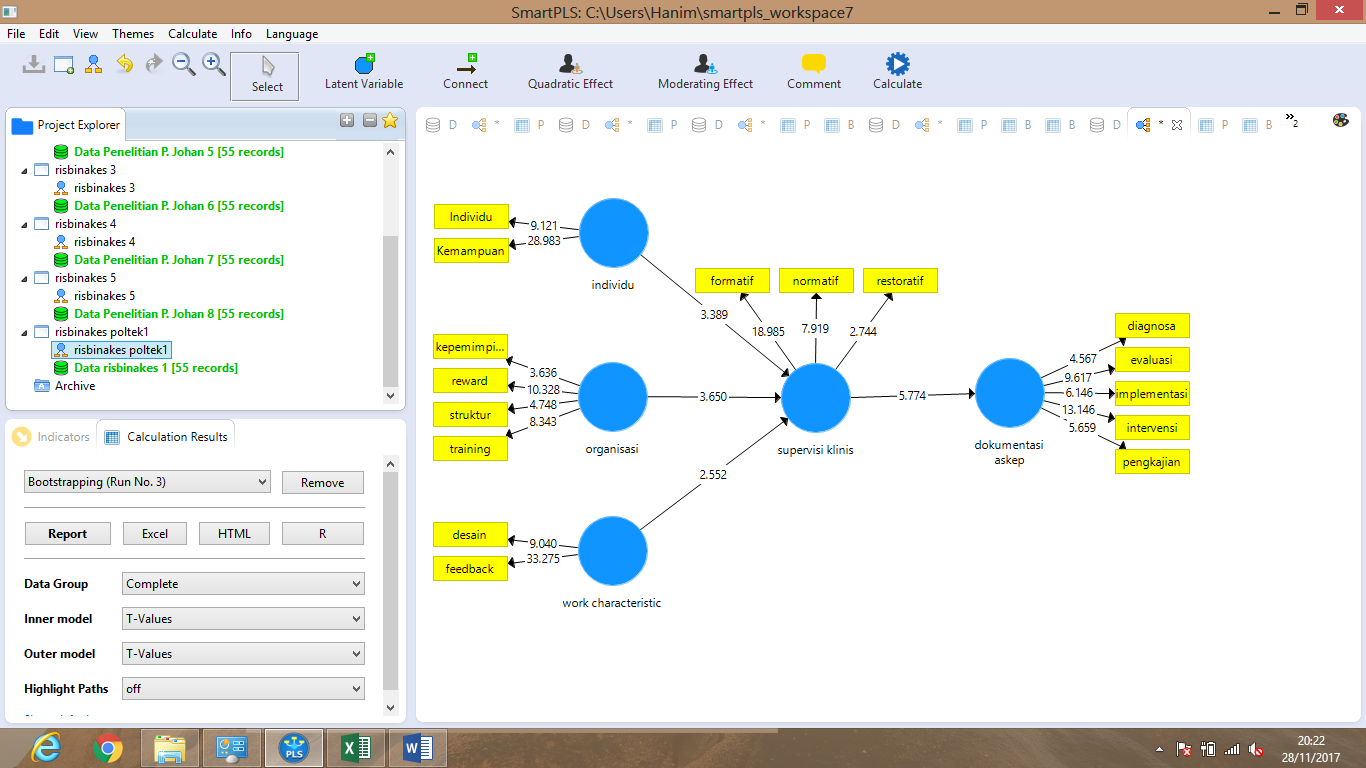 SmartPLS: C:\Users\Hanim\smartpls_workspace7
File Edit View Themes Calculate Info Language
Select
Latent Variable
Connect
Quadratic Effect
Moderating Effect
Comment
Calculate
Project Explorer
Data Penelitian P. Johan 5 [55 records]
risbinakes 3
risbinakes 3
Data Penelitian P. Johan 6 [55 records]
risbinakes 4
risbinakes 4
Data Penelitian P. Johan 7 [55 records]
risbinakes 5
risbinakes 5
Data Penelitian P. Johan 8 [55 records]
risbinakes poltek1
risbinakes poltek1
Data risbinakes 1 [55 records]
Archive
Indicators
Calculation Results
Bootstrapping (Run No. 3)
Remove
Report
Excel
HTML
R
Data Group
Complete
Inner model
T-Values
Outer model
T-Values
Highlight Paths
off
D * P D * P D * P B D * P B B D * P B »2
Individu
9.121
Kemampuan
28.983
individu
3.389
formatif
normatif
restoratif
18.985
7.919
2.744
kepemimpi...
3.636
reward
10.328
struktur
4.748
training
8.343
organisasi
3.650
supervisi klinis
5.774
dokumentasi
askep
diagnosa
4.567
evaluasi
9.617
implementasi
6.146
intervensi
13.146
pengkajian
5.659
2.552
desain
9.040
feedback
33.275
work characteristic
PLS
20:22
28/11/2017